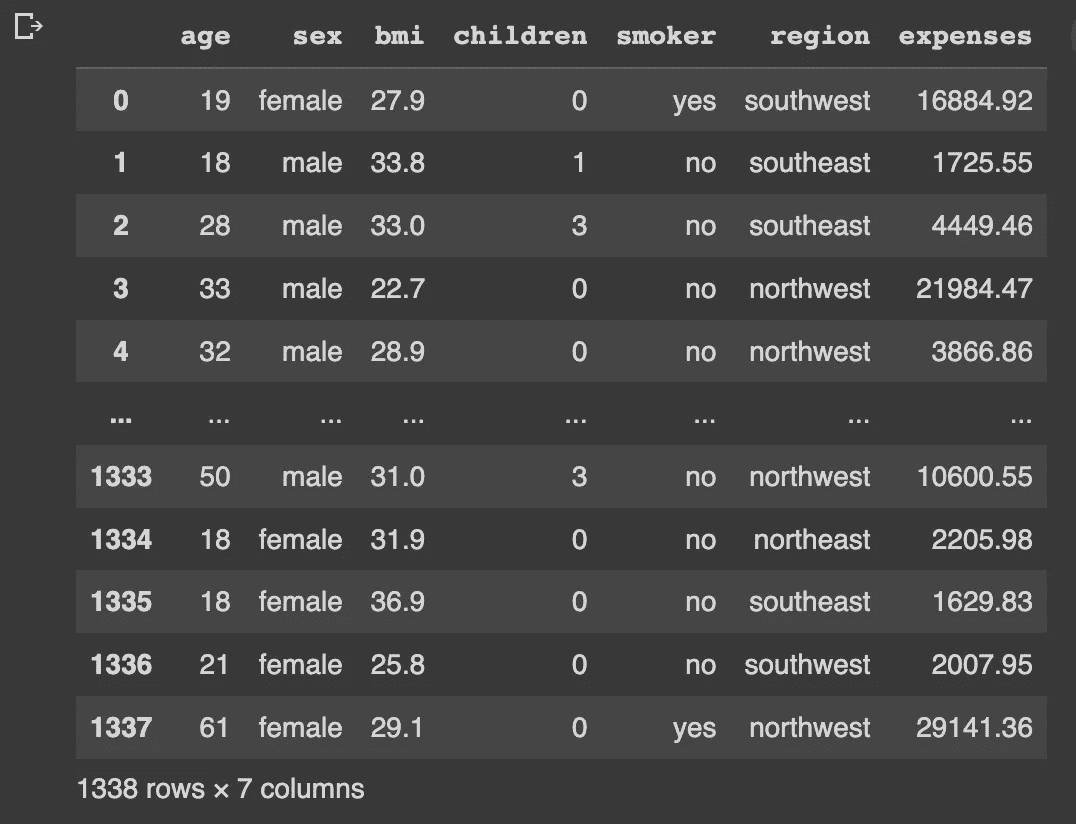 age sex bmi children smoker region expenses
0 19 female 27.9 0 yes southwest 16884.92
1 18 male 33.8 1 no southeast 1725.55
2 28 male 33.0 3 no southeast 4449.46
3 33 male 22.7 0 no northwest 21984.47
4 32 male 28.9 0 no northwest 3866.86
... ... ... ... ... ... ... ...
1333 50 male 31.0 3 no northwest 10600.55
1334 18 female 31.9 0 no northeast 2205.98
1335 18 female 36.9 0 no southeast 1629.83
1336 21 female 25.8 0 no southwest 2007.95
1337 61 female 29.1 0 yes northwest 29141.36
1338 rows × 7 columns